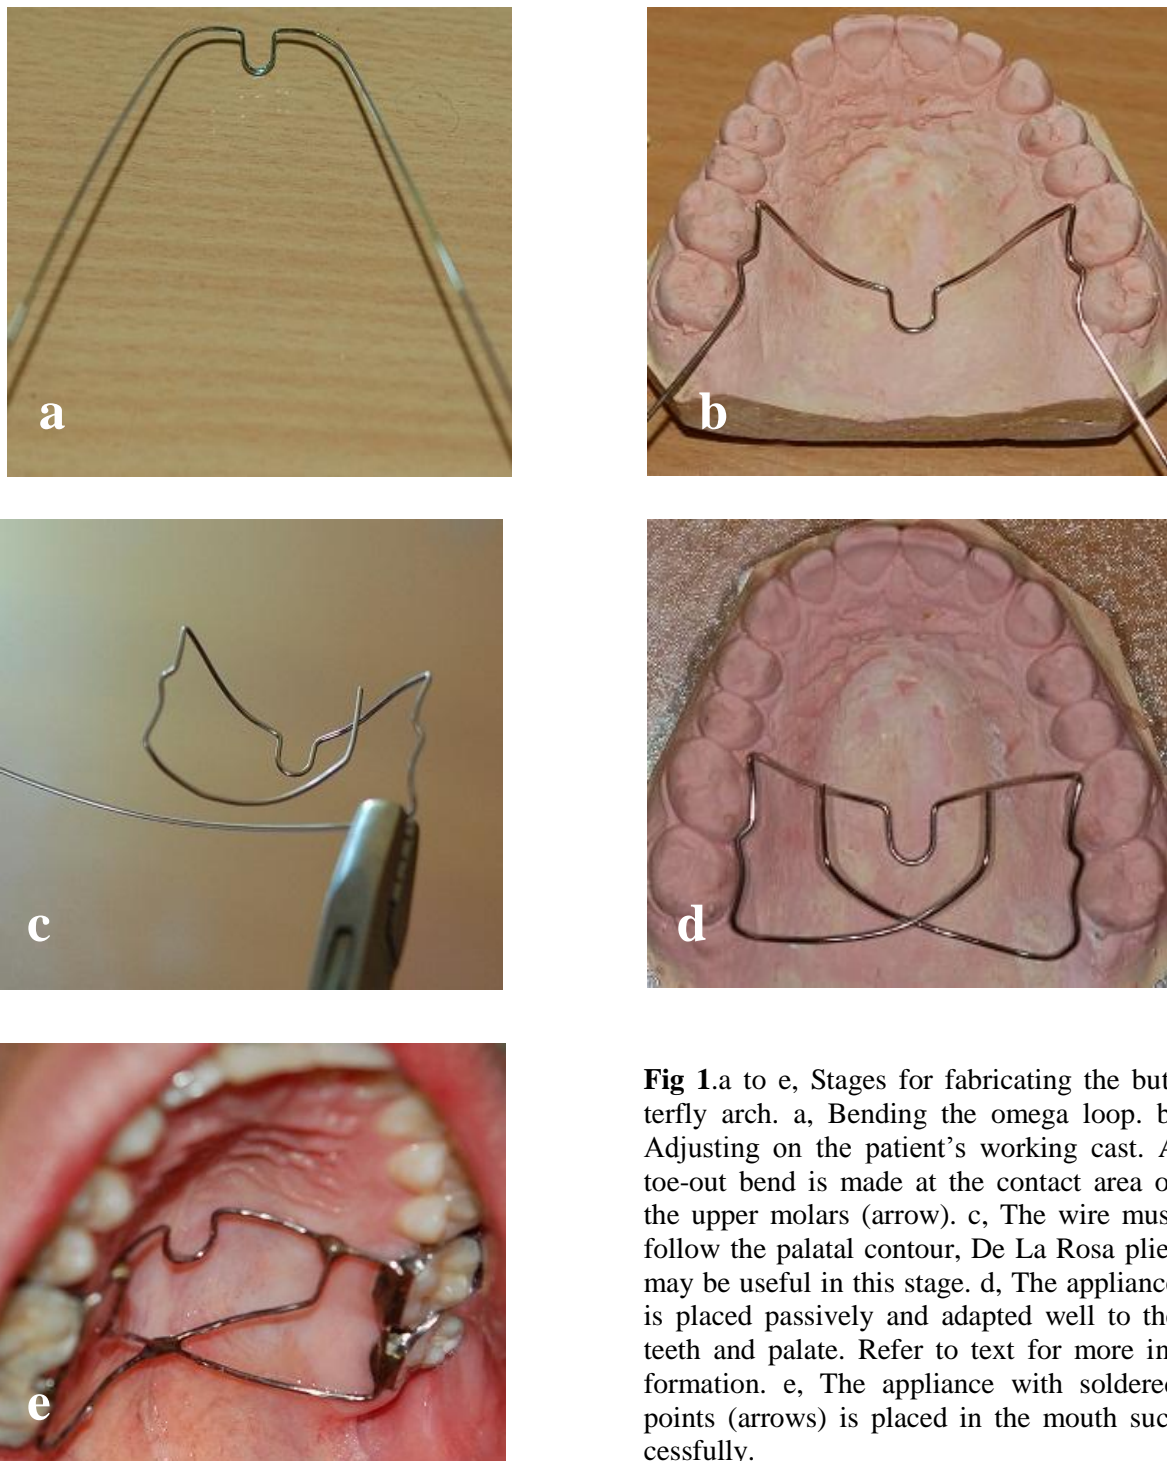 a
b
c
d
e
Fig 1.a to e, Stages for fabricating the but
terfly arch. a, Bending the omega loop. b
Adjusting on the patient’s working cast. A
toe-out bend is made at the contact area o
the upper molars (arrow). c, The wire mus
follow the palatal contour, De La Rosa plie
may be useful in this stage. d, The appliance
is placed passively and adapted well to the
teeth and palate. Refer to text for more in
formation. e, The appliance with soldered
points (arrows) is placed in the mouth suc
cessfully.